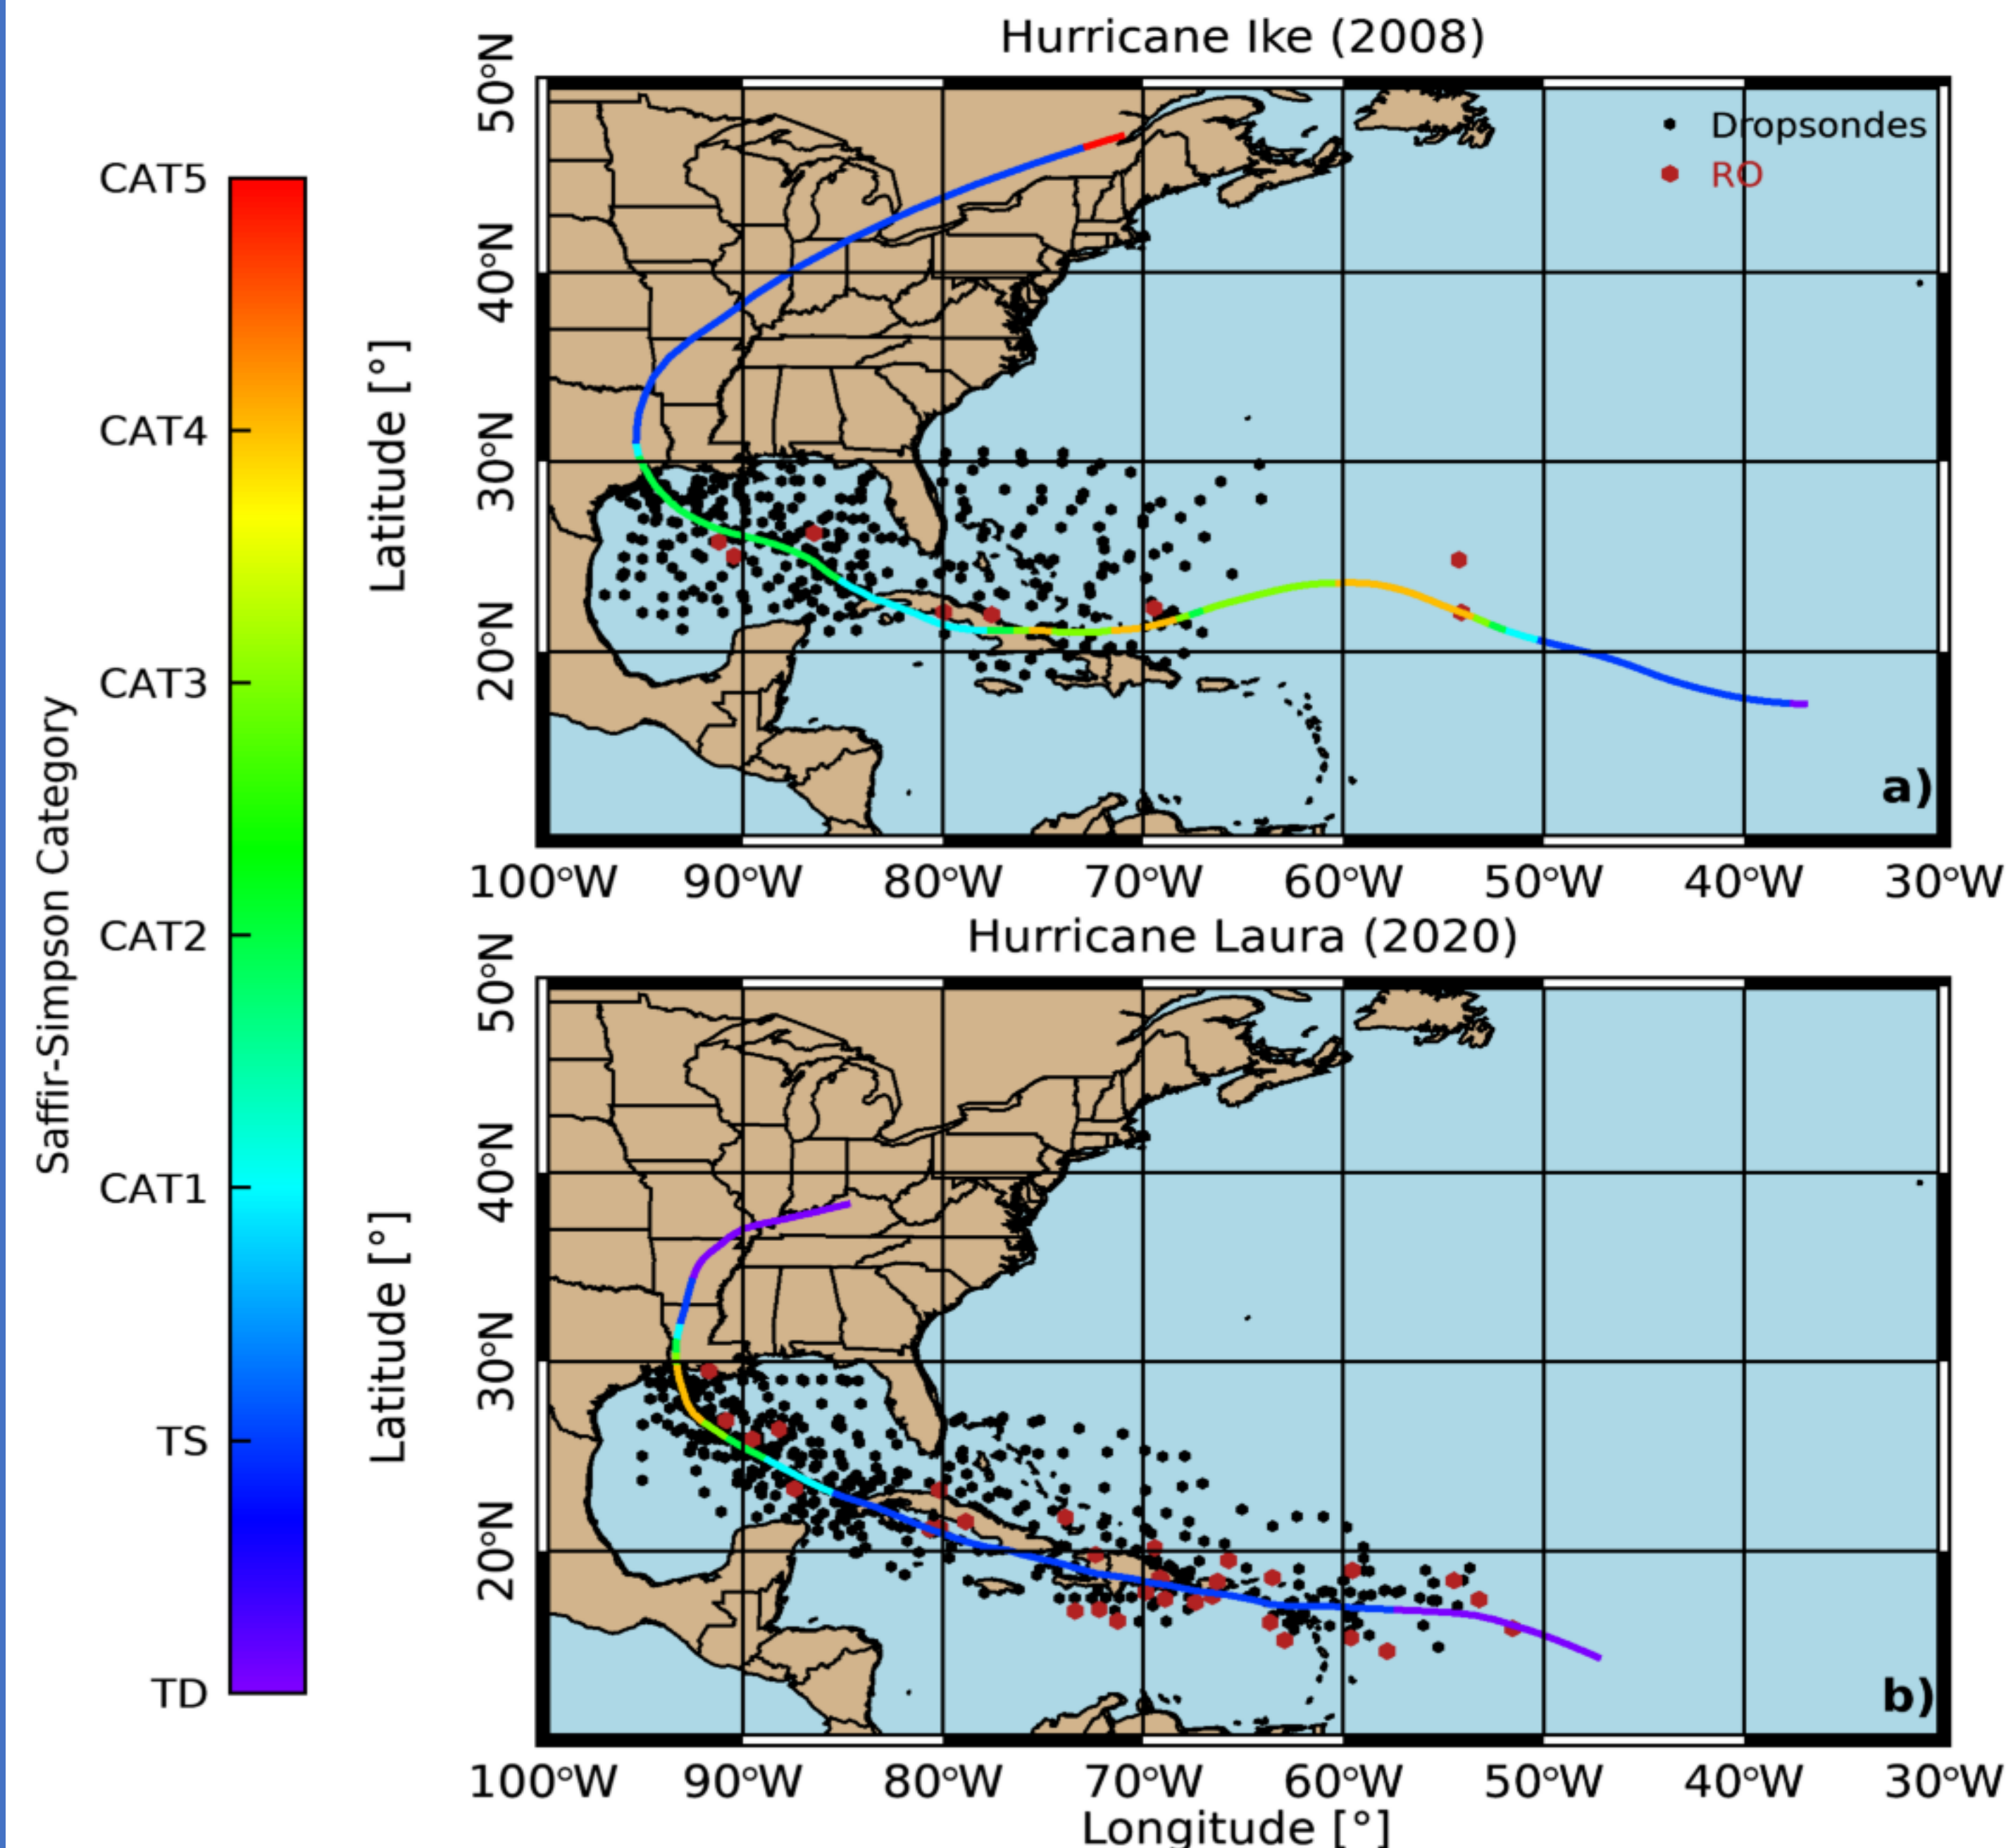 Saffir-Simpson Category
CAT5
CAT4
CAT3
CAT2
CAT1
TS
TD
Hurricane Ike (2008)
Latitude [°]
50°N
40°N
30°N
20°N
Dropsondes
RO
a)
100°W 90°W 80°W 70°W 60°W 50°W 40°W 30°W
Hurricane Laura (2020)
Latitude [°]
50°N
40°N
30°N
20°N
b)
100°W 90°W 80°W 70°W 60°W 50°W 40°W 30°W
Longitude [°]